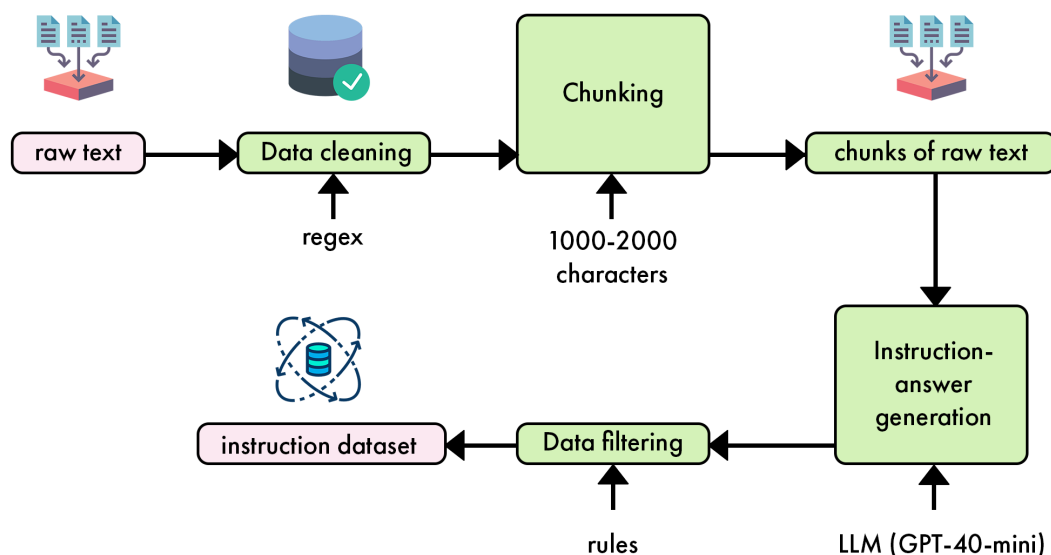 raw text
Data cleaning
Chunking
chunks of raw text
regex
1000-2000
characters
Instruction-
answer
generation
instruction dataset
Data filtering
rules
LLM (GPT-40-mini)